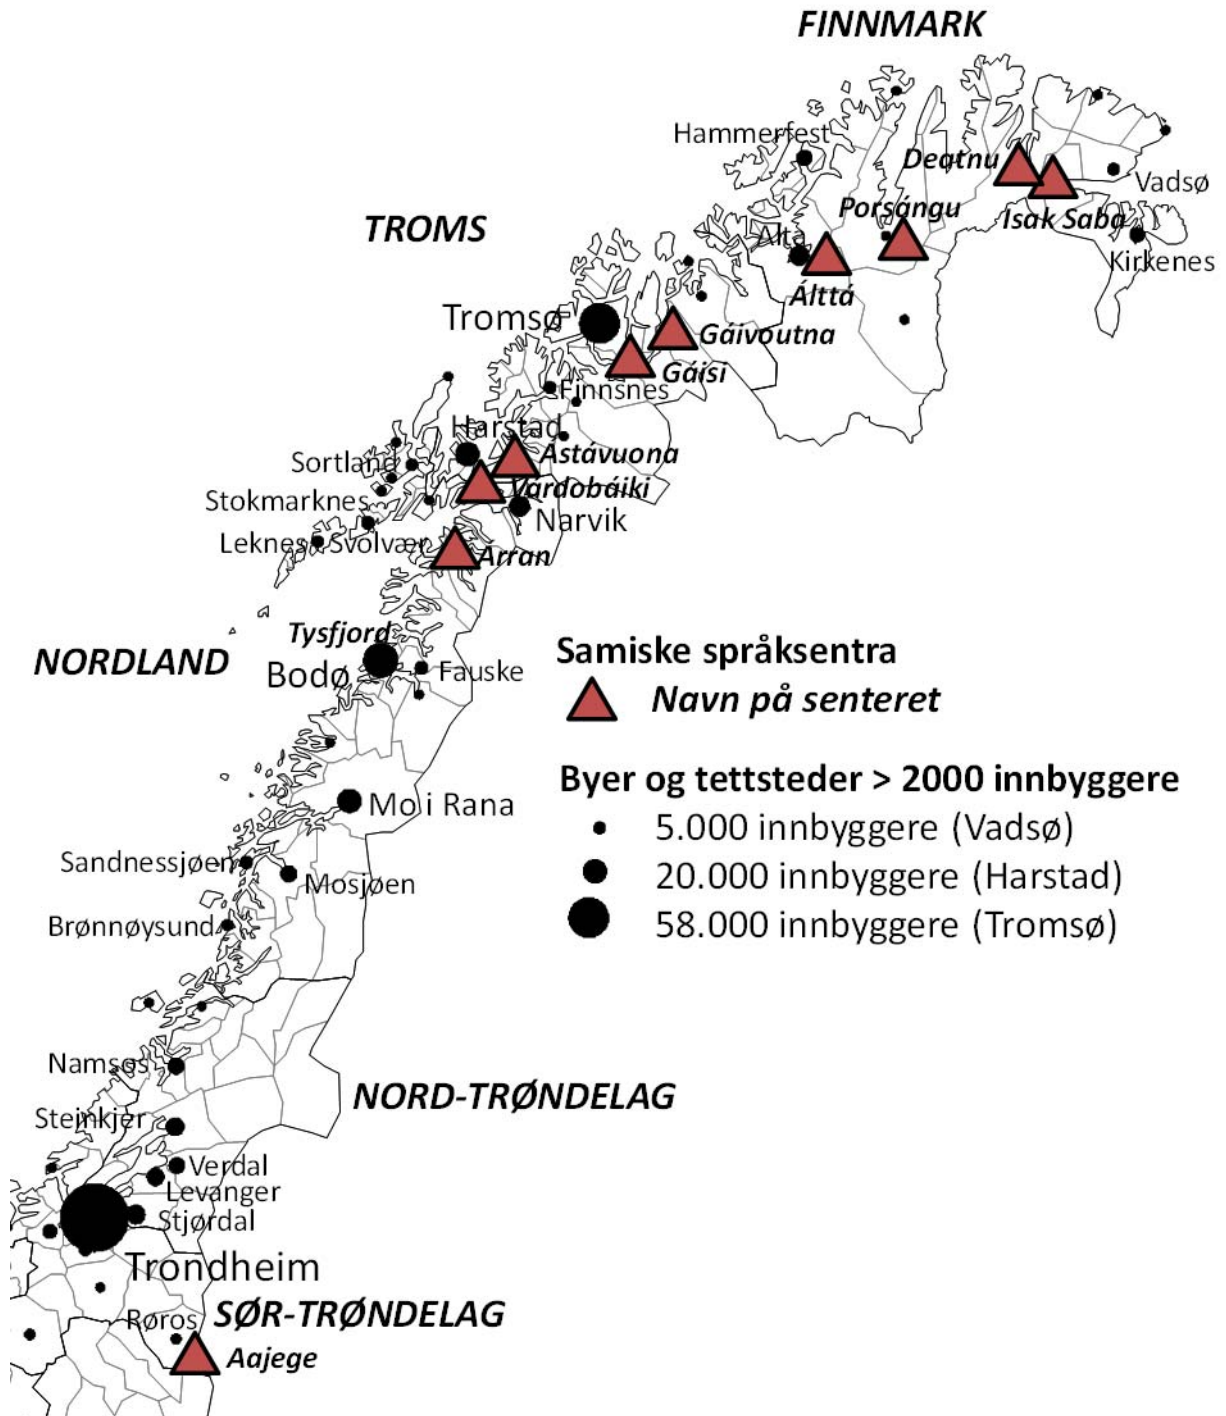 FINNMARK
Hammerfest
Deatnu
Vadsø
Porsángu
Isak Saba
TROMS
Alta
Kirkenes
Álttá
Tromsø
Gáivoutna
Gáisi
Finnsnes
Harstad
Ástávuona
Sortland
Várdobáiki
Stokmarknes
Narvik
Leknes
Svolvær
Árran
Tysfjord
NORDLAND
Bodø
Fauske
Samiske språksentra
Navn på senteret
Byer og tettsteder > 2000 innbyggere
Mo i Rana
5.000 innbyggere (Vadsø)
Sandnessjøen
20.000 innbyggere (Harstad)
Mosjøen
Brønnøysund
58.000 innbyggere (Tromsø)
Namsos
NORD-TRØNDELAG
Steinkjer
Verdal
Levanger
Stjørdal
Trondheim
Røros
SØR-TRØNDELAG
Aajege